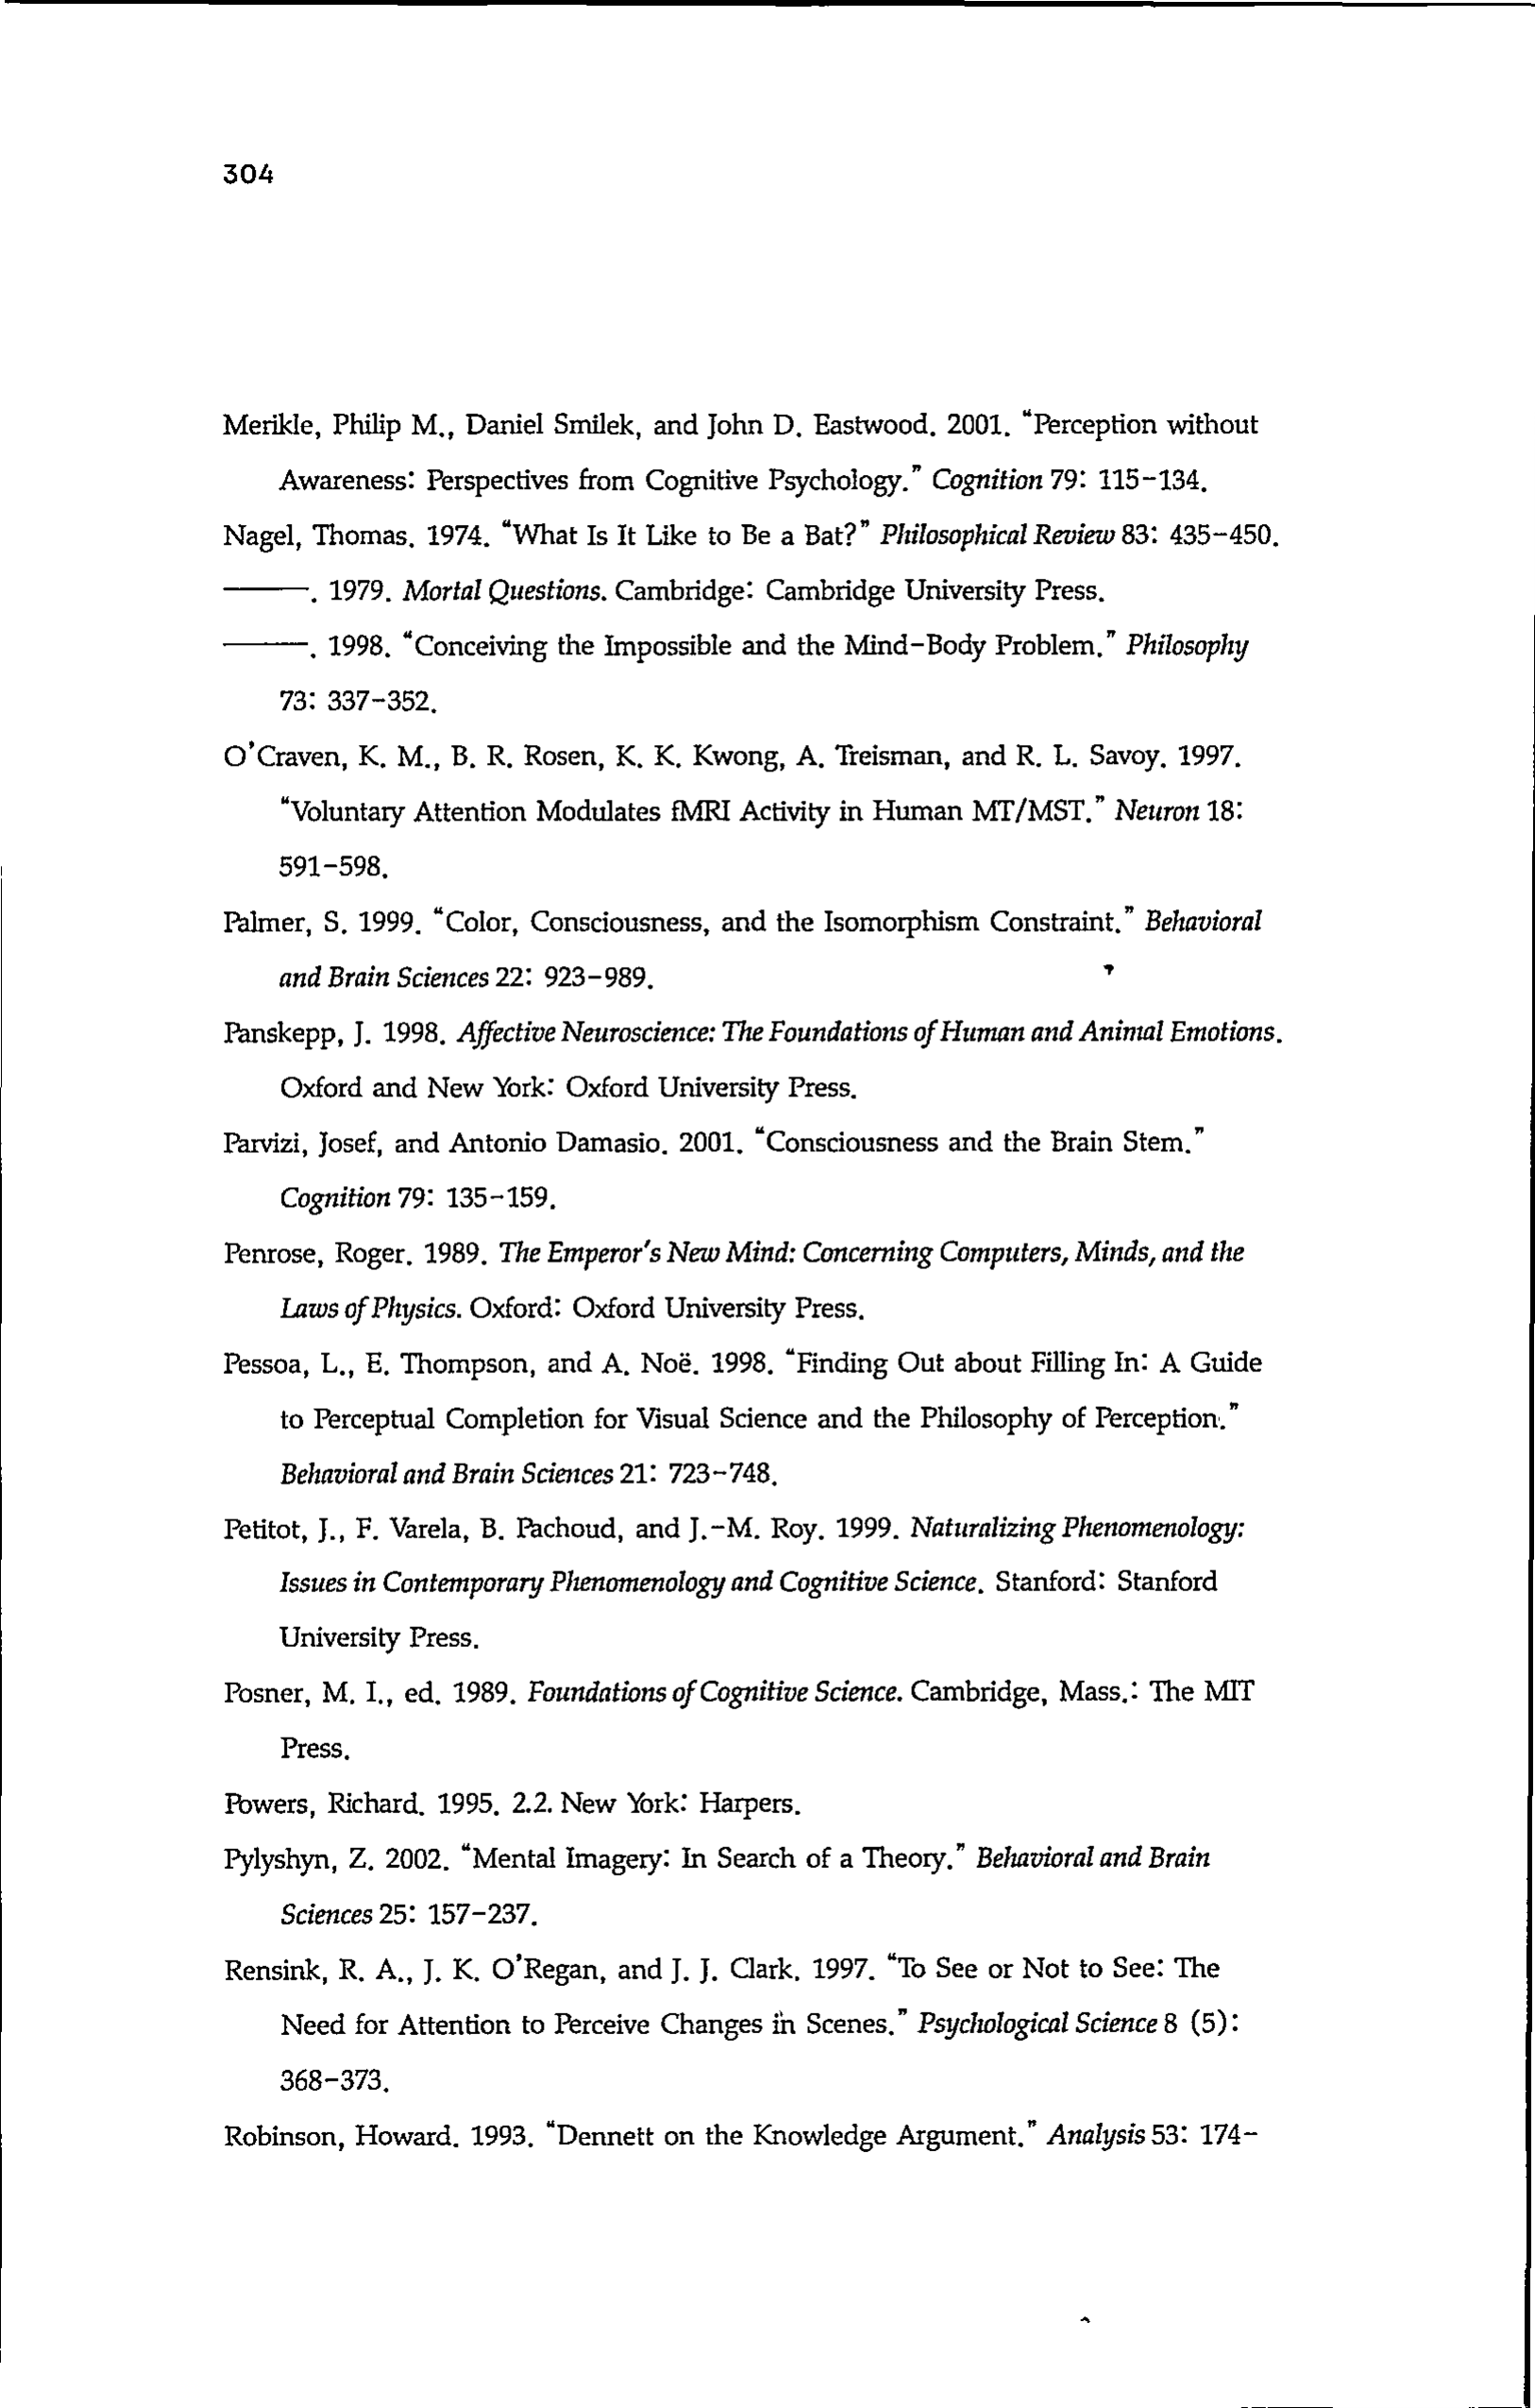 304
Merikle, Philip M., Daniel Smilek, and John D. Eastwood. 2001. “Perception without
Awareness: Perspectives from Cognitive Psychology.” Cognition 79: 115–134.
Nagel, Thomas. 1974. “What Is It Like to Be a Bat?” Philosophical Review 83: 435–450.
———. 1979. Mortal Questions. Cambridge: Cambridge University Press.
———. 1998. “Conceiving the Impossible and the Mind–Body Problem.” Philosophy
73: 337–352.
O’Craven, K. M., B. R. Rosen, K. K. Kwong, A. Treisman, and R. L. Savoy. 1997.
“Voluntary Attention Modulates fMRI Activity in Human MT/MST.” Neuron 18:
591–598.
Palmer, S. 1999. “Color, Consciousness, and the Isomorphism Constraint.” Behavioral
and Brain Sciences 22: 923–989.
Panskepp, J. 1998. Affective Neuroscience: The Foundations of Human and Animal Emotions.
Oxford and New York: Oxford University Press.
Parvizi, Josef, and Antonio Damasio. 2001. “Consciousness and the Brain Stem.”
Cognition 79: 135–159.
Penrose, Roger. 1989. The Emperor’s New Mind: Concerning Computers, Minds, and the
Laws of Physics. Oxford: Oxford University Press.
Pessoa, L., E. Thompson, and A. Noë. 1998. “Finding Out about Filling In: A Guide
to Perceptual Completion for Visual Science and the Philosophy of Perception.”
Behavioral and Brain Sciences 21: 723–748.
Petitot, J., F. Varela, B. Pachoud, and J.-M. Roy. 1999. Naturalizing Phenomenology:
Issues in Contemporary Phenomenology and Cognitive Science. Stanford: Stanford
University Press.
Posner, M. I., ed. 1989. Foundations of Cognitive Science. Cambridge, Mass.: The MIT
Press.
Powers, Richard. 1995. 2.2. New York: Harpers.
Pylyshyn, Z. 2002. “Mental Imagery: In Search of a Theory.” Behavioral and Brain
Sciences 25: 157–237.
Rensink, R. A., J. K. O’Regan, and J. J. Clark. 1997. “To See or Not to See: The
Need for Attention to Perceive Changes in Scenes.” Psychological Science 8 (5):
368–373.
Robinson, Howard. 1993. “Dennett on the Knowledge Argument.” Analysis 53: 174–